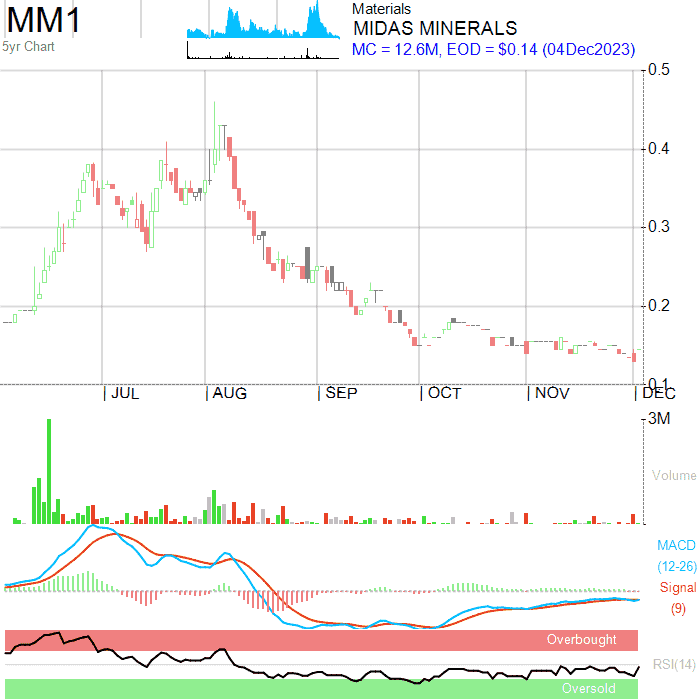 MM1
5yr Chart
Materials
MIDAS MINERALS
MC = 12.6M, EOD = $0.14 (04Dec2023)
0.5
0.4
0.3
0.2
0.1
JUL AUG SEP OCT NOV DEC
3M
Volume
MACD
(12-26)
Signal
(9)
Overbought
RSI(14)
Oversold